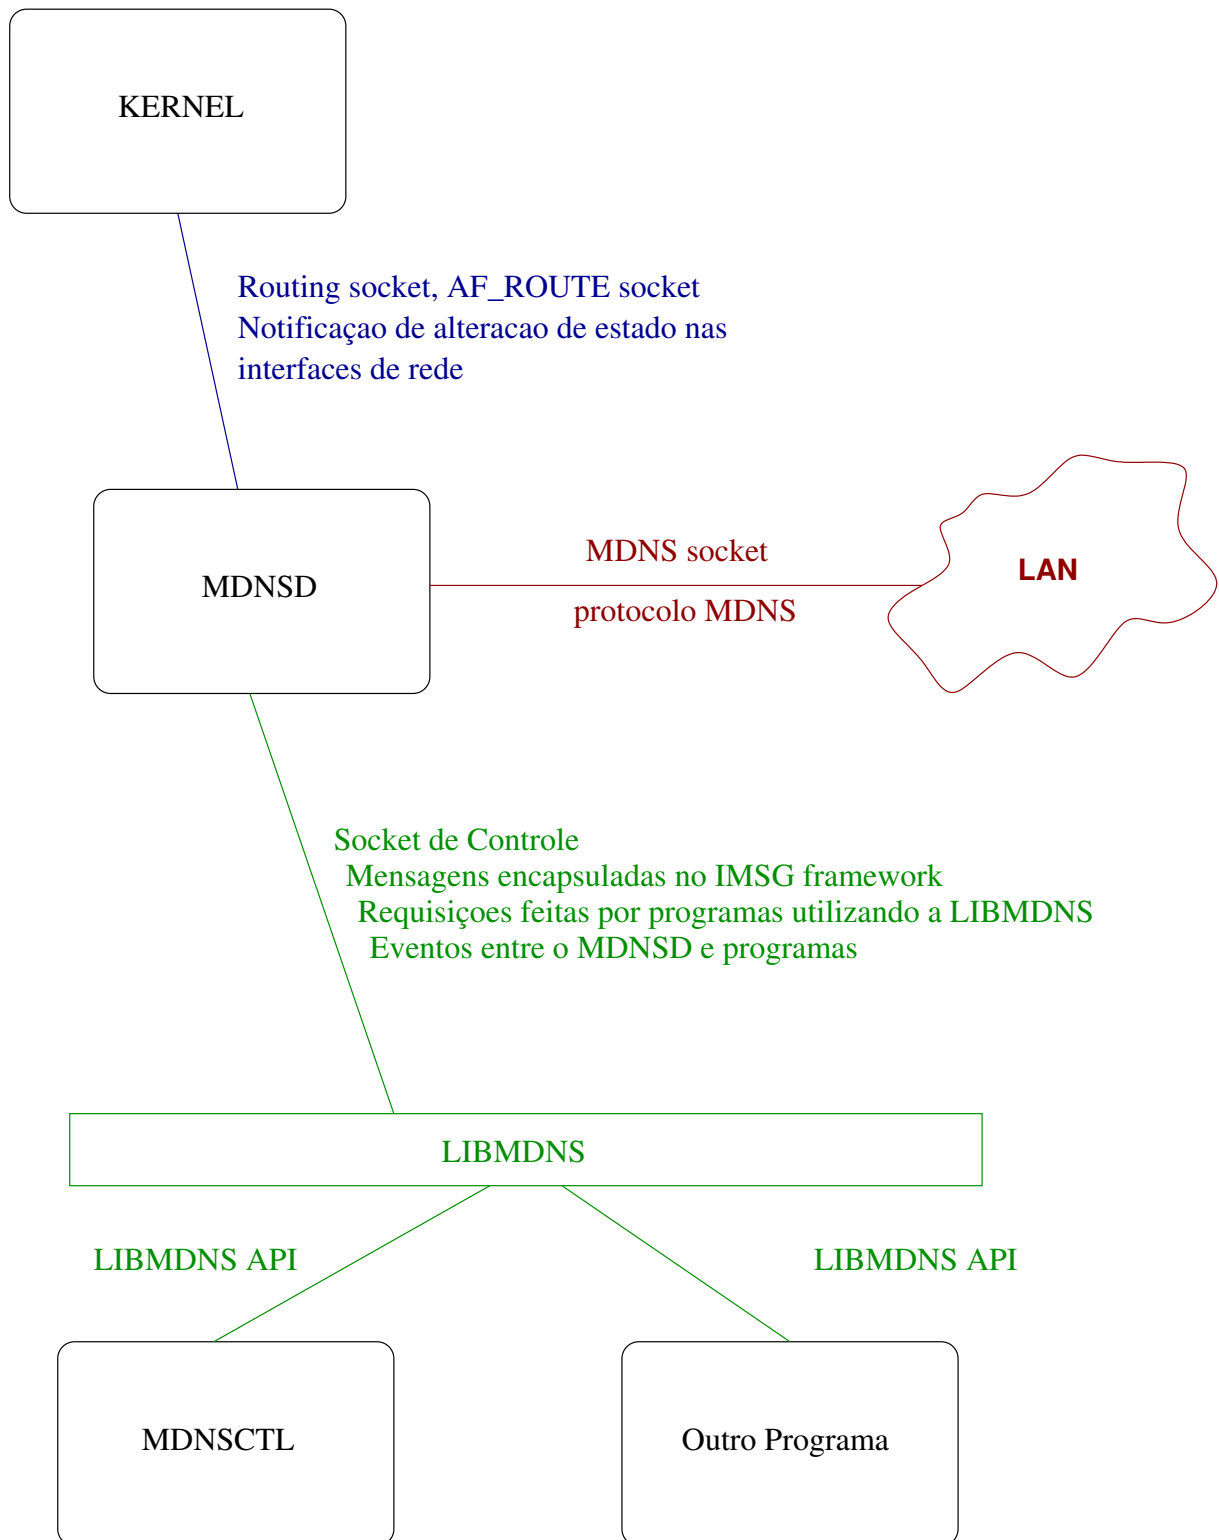 KERNEL
Routing socket, AF_ROUTE socket
Notificaçao de alteracao de estado nas
interfaces de rede
MDNSD
MDNS socket
protocolo MDNS
LAN
Socket de Controle
Mensagens encapsuladas no IMSG framework
Requisiçoes feitas por programas utilizando a LIBMDNS
Eventos entre o MDNSD e programas
LIBMDNS
LIBMDNS API
LIBMDNS API
MDNSCTL
Outro Programa